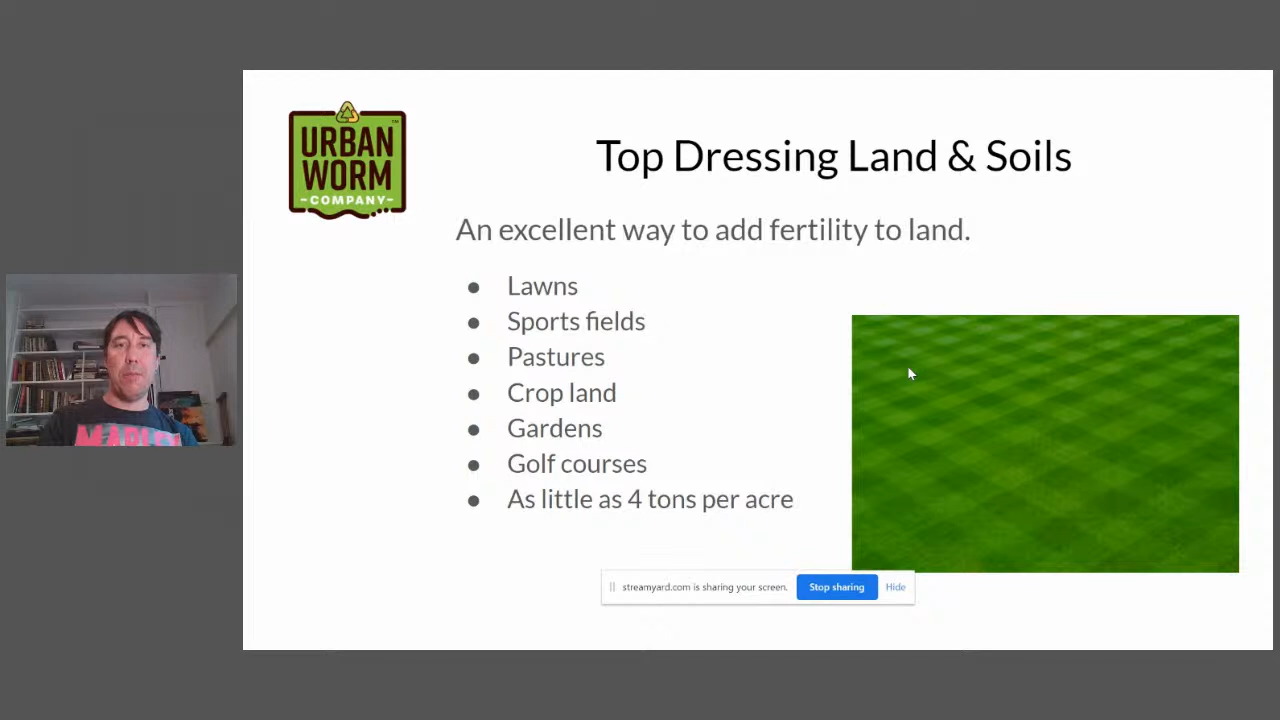 URBAN
WORM
-COMPANY-
TM
Top Dressing Land & Soils
An excellent way to add fertility to land.
● Lawns
● Sports fields
● Pastures
● Crop land
● Gardens
● Golf courses
● As little as 4 tons per acre
streamyard.com is sharing your screen. Stop sharing Hide